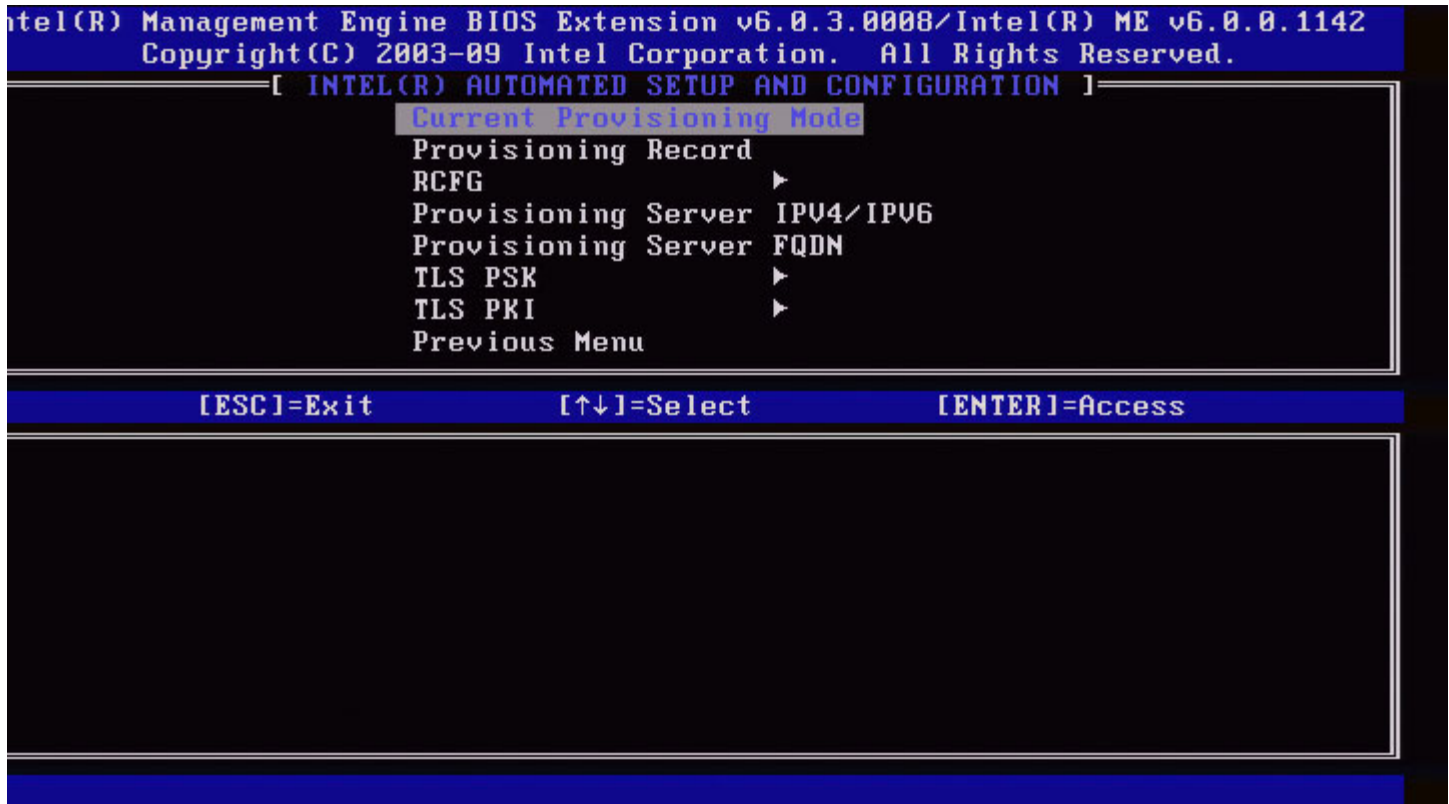 ntel(R) Management Engine BIOS Extension v6.0.3.0008/Intel(R) ME v6.0.0.1142
Copyright(C) 2003-09 Intel Corporation. All Rights Reserved.
[ INTEL(R) AUTOMATED SETUP AND CONFIGURATION ]
Current Provisioning Mode
Provisioning Record
RCFG ►
Provisioning Server IPV4/IPV6
Provisioning Server FQDN
TLS PSK ►
TLS PKI ►
Previous Menu
[ESC]=Exit [↑↓]=Select [ENTER]=Access